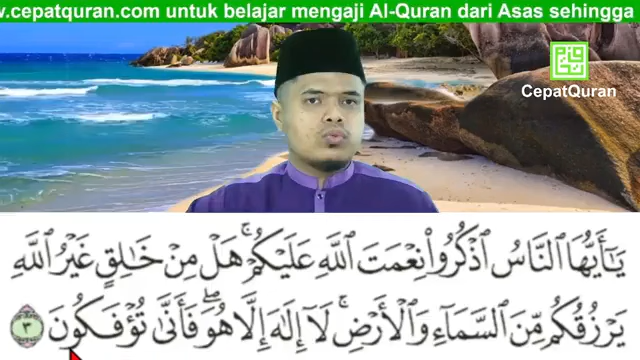 w.cepatquran.com untuk belajar mengaji Al-Quran dari Asas sehingga
CepatQuran
يَٰٓأَيُّهَا ٱلنَّاسُ ٱذْكُرُوا۟ نِعْمَتَ ٱللَّهِ عَلَيْكُمْ ۚ هَلْ مِنْ خَٰلِقٍ غَيْرُ ٱللَّهِ
يَرْزُقُكُم مِّنَ ٱلسَّمَآءِ وَٱلْأَرْضِ ۚ لَآ إِلَٰهَ إِلَّا هُوَ ۖ فَأَنَّىٰ تُؤْفَكُونَ ٣